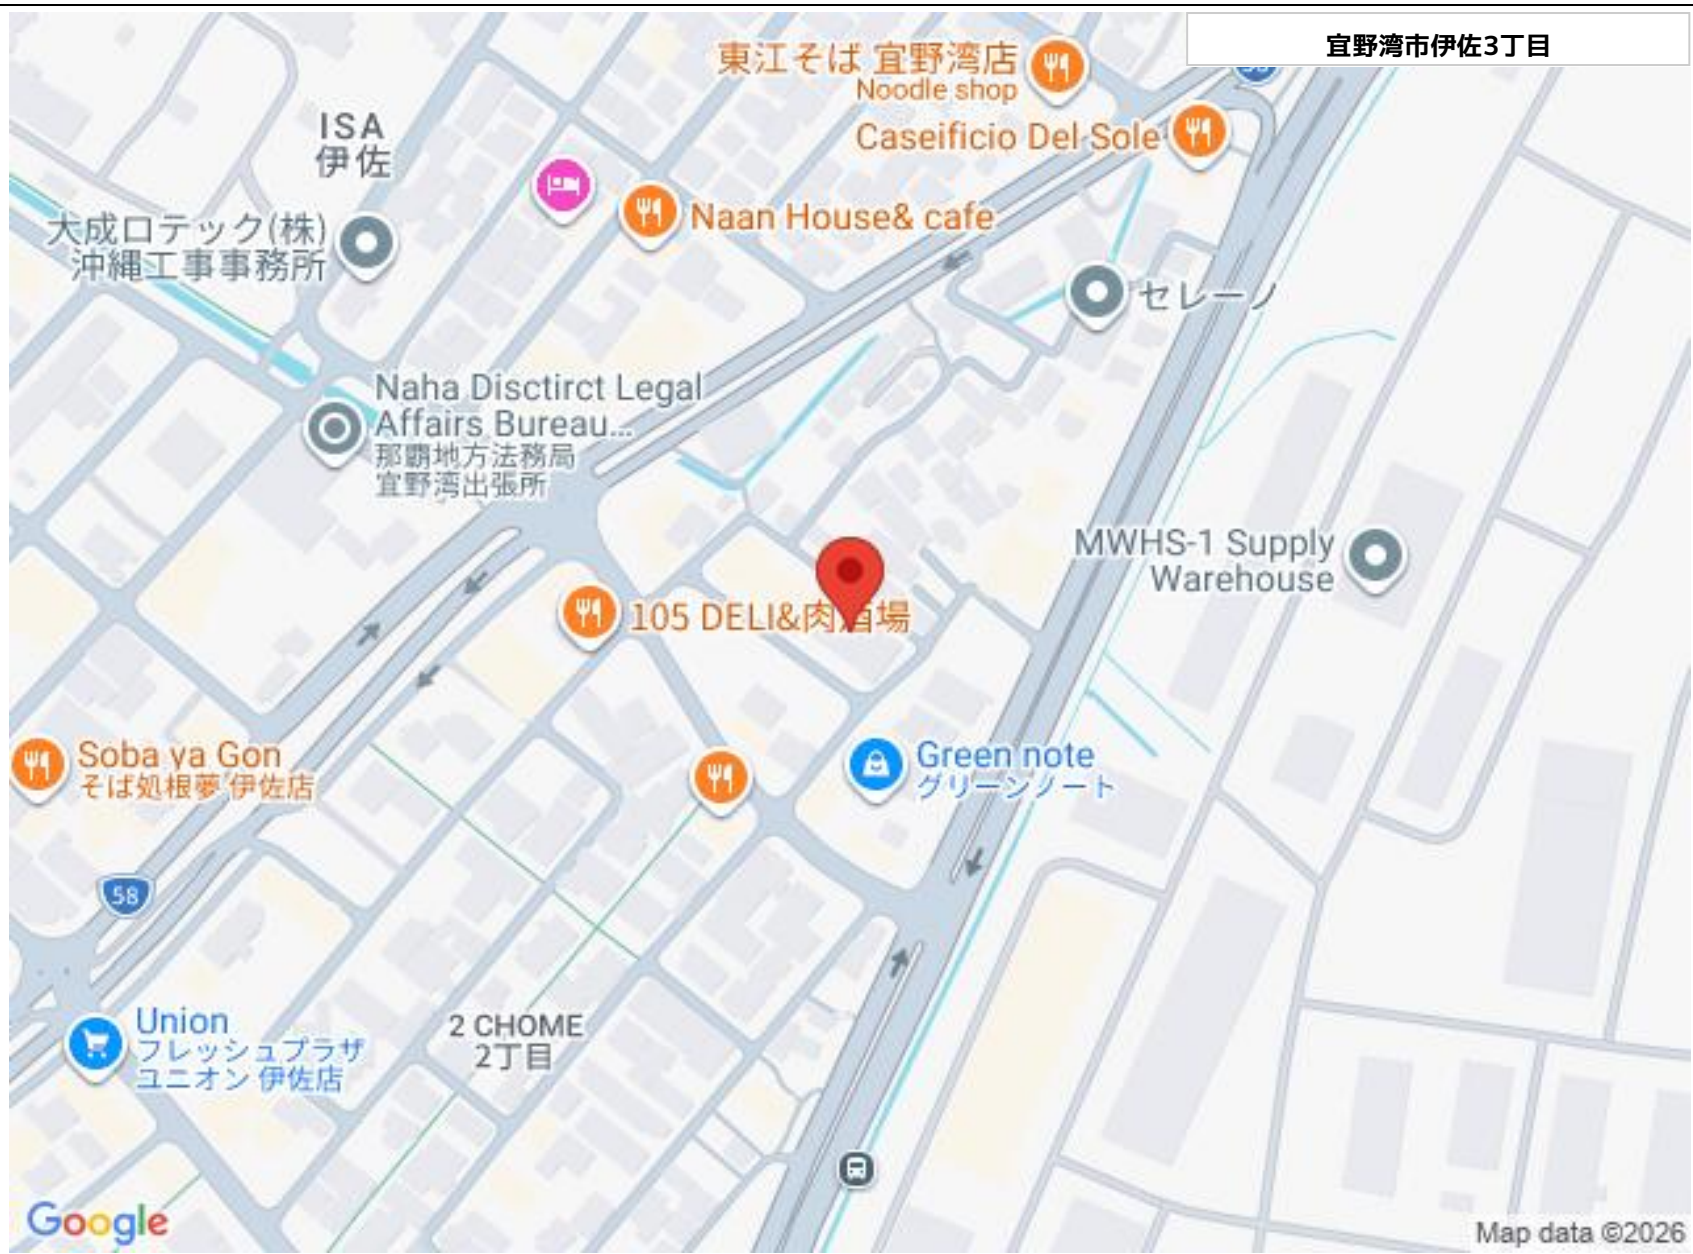 宜野湾市伊佐3丁目
東江そば 宜野湾店
Noodle shop
Caseificio Del Sole
ISA
伊佐
Naan House& cafe
大成ロテック(株)
沖縄工事事務所
セレーノ
Naha Disctirct Legal
Affairs Bureau...
那覇地方法務局
宜野湾出張所
MWHS-1 Supply
Warehouse
105 DELI&肉酒場
Soba ya Gon
そば処根夢 伊佐店
Green note
グリーンノート
58
Union
フレッシュプラザ
ユニオン 伊佐店
2 CHOME
2丁目
Google
Map data ©2026